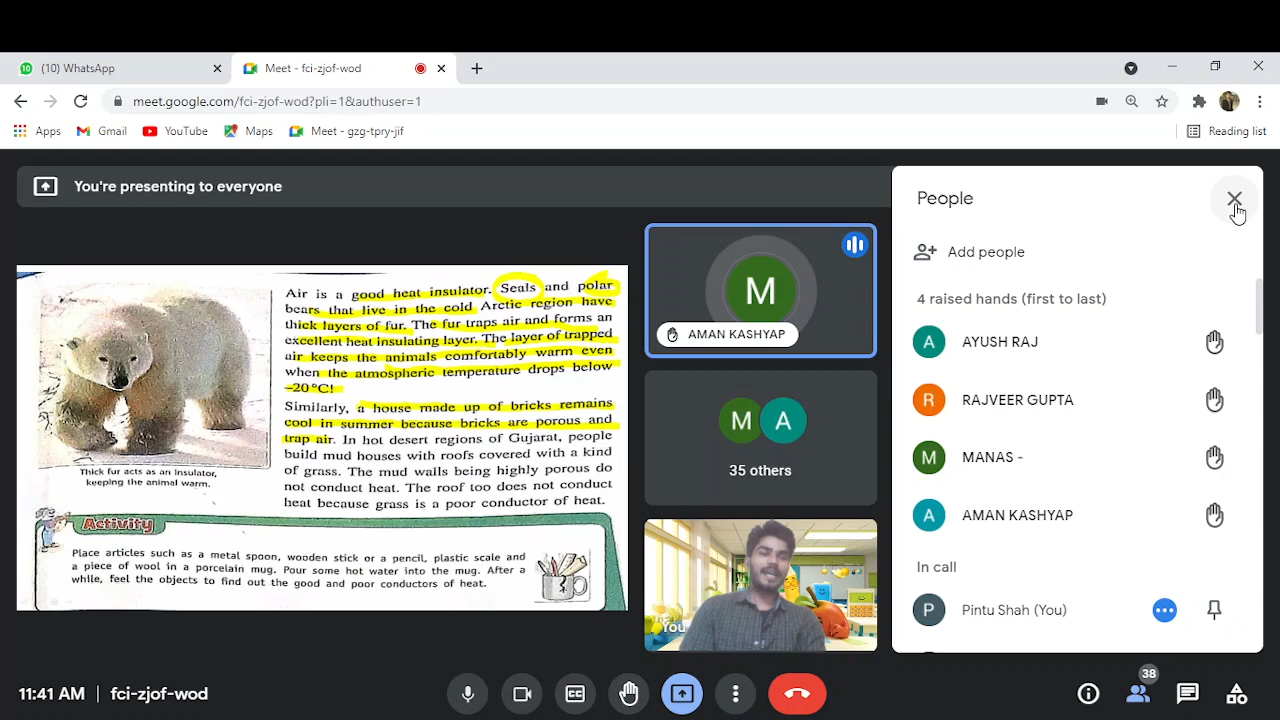 (10) WhatsApp
Meet - fci-zjof-wod
meet.google.com/fci-zjof-wod?pli=1&authuser=1
Apps
Gmail
YouTube
Maps
Meet - gzg-tpry-jif
Reading list
You're presenting to everyone
Air is a good heat insulator. Seals and polar
bears that live in the cold Arctic region have
thick layers of fur. The fur traps air and forms an
excellent heat insulating layer. The layer of trapped
air keeps the animals comfortably warm even
when the atmospheric temperature drops below
–20°C!
Similarly, a house made up of bricks remains
cool in summer because bricks are porous and
trap air. In hot desert regions of Gujarat, people
build mud houses with roofs covered with a kind
of grass. The mud walls being highly porous do
not conduct heat. The roof too does not conduct
heat because grass is a poor conductor of heat.
Thick fur acts as an insulator,
keeping the animal warm.
Activity
Place articles such as a metal spoon, wooden stick or a pencil, plastic scale and
a piece of wool in a porcelain mug. Pour some hot water into the mug. After a
while, feel the objects to find out the good and poor conductors of heat.
M
AMAN KASHYAP
M A
35 others
You
People
Add people
4 raised hands (first to last)
A AYUSH RAJ
R RAJVEER GUPTA
M MANAS -
A AMAN KASHYAP
In call
P Pintu Shah (You)
11:41 AM | fci-zjof-wod
38